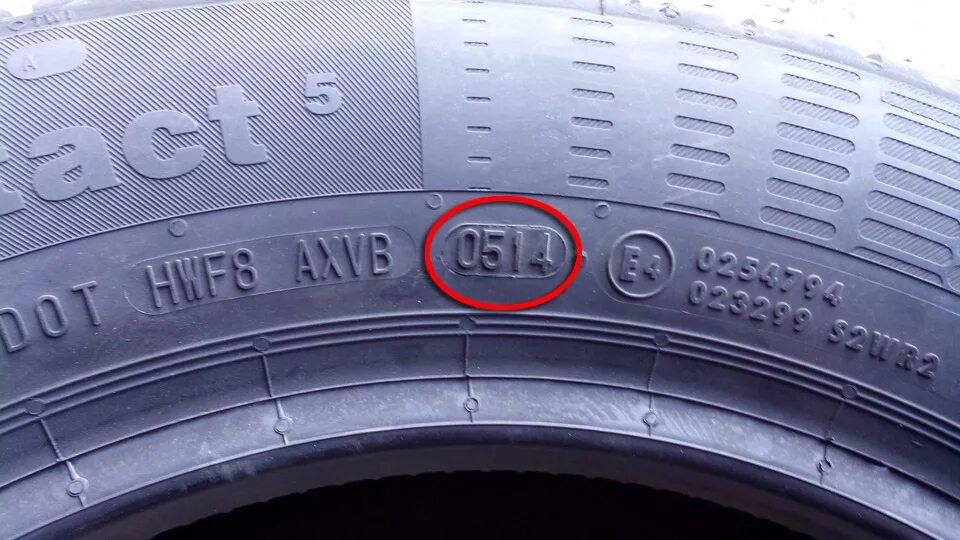 A
tact 5
DOT HWF8 AXVB 0514 E4 0254794
023299 S2WR2